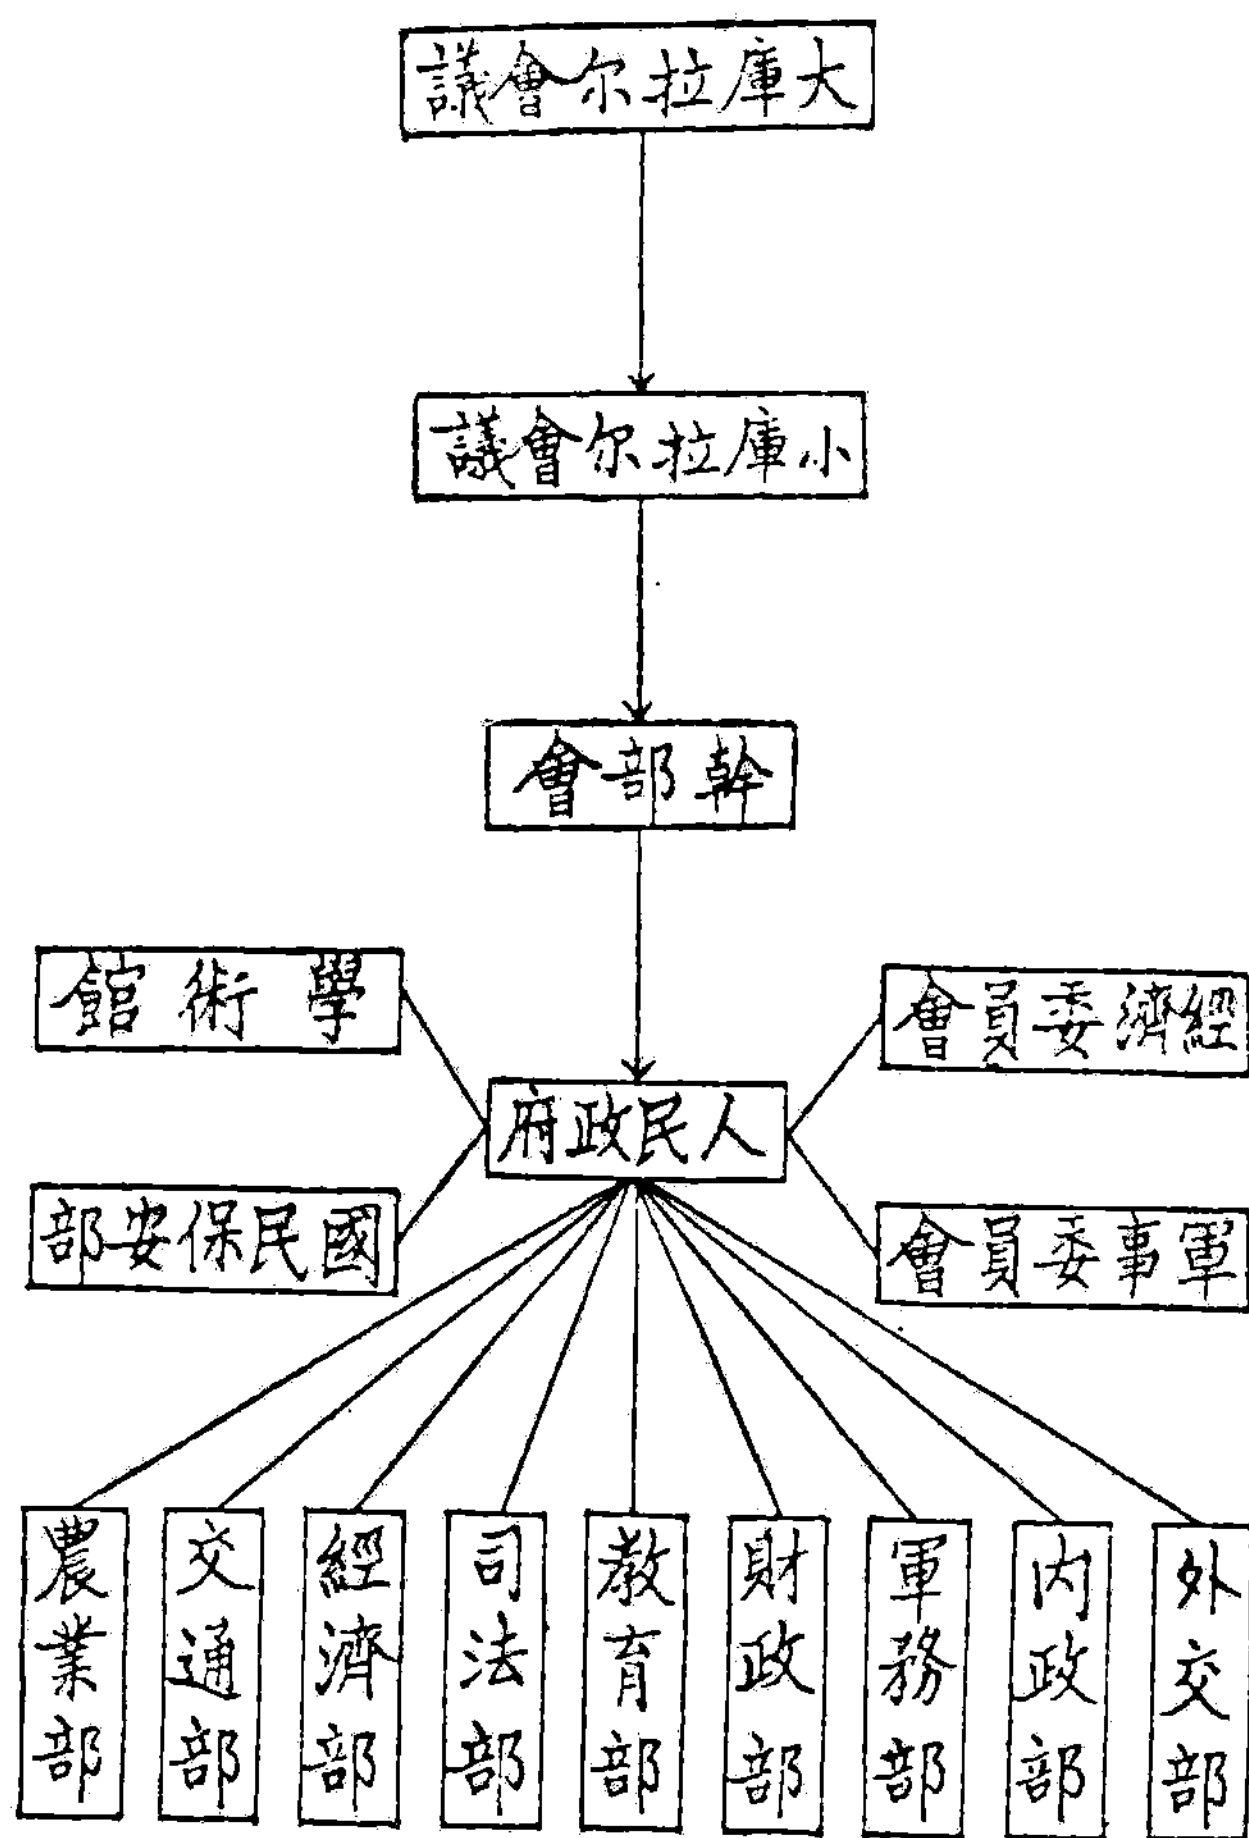 大庫拉尔會議
小庫拉尔會議
幹部會
學術館
經濟委員會
人民政府
國民保安部
軍事委員會
外交部
内政部
軍務部
財政部
教育部
司法部
經濟部
交通部
農業部